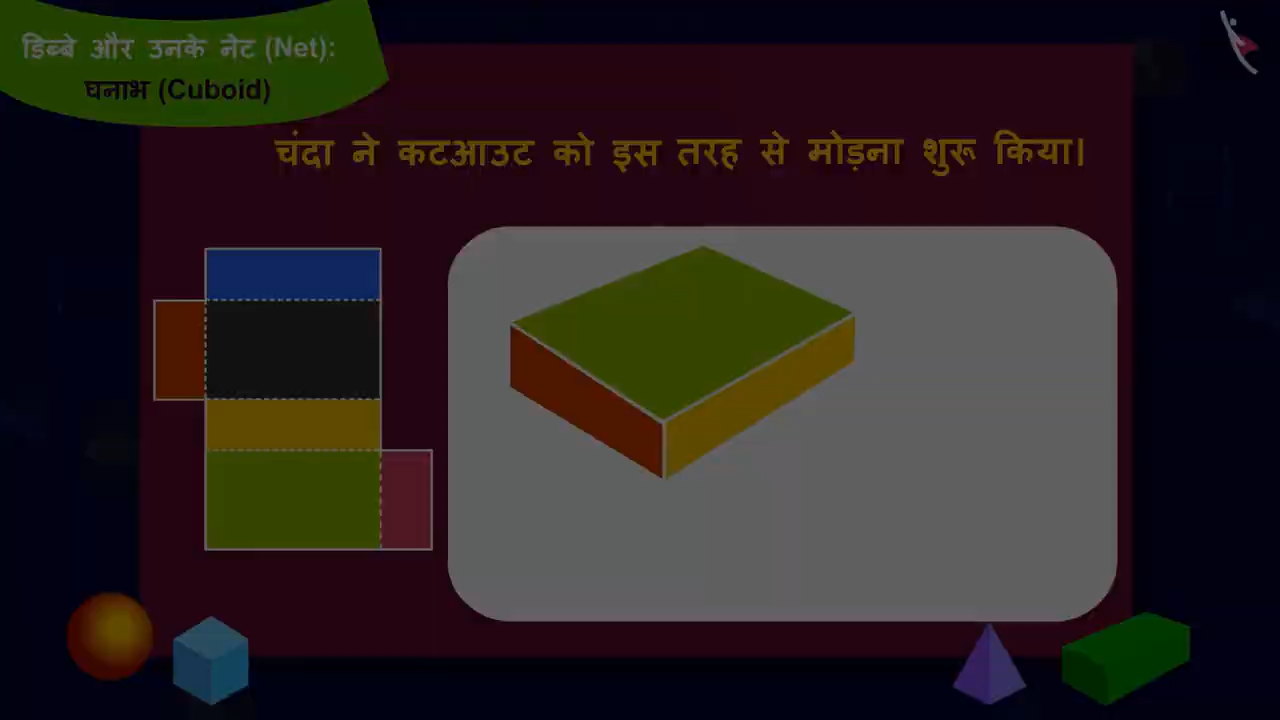 डिब्बे और उनके नेट (Net):
घनाभ (Cuboid)
चंदा ने कटआउट को इस तरह से मोड़ना शुरू किया।